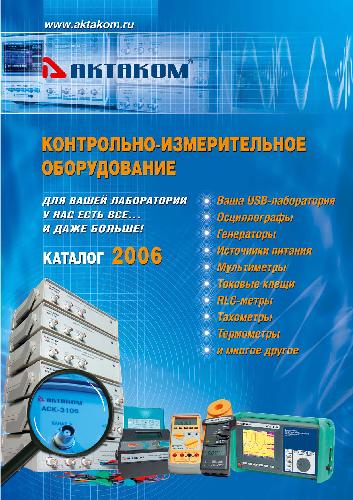 www.aktakom.ru
АКТАКОМ
КОНТРОЛЬНО-ИЗМЕРИТЕЛЬНОЕ
ОБОРУДОВАНИЕ
ДЛЯ ВАШЕЙ ЛАБОРАТОРИИ
У НАС ЕСТЬ ВСЕ...
И ДАЖЕ БОЛЬШЕ!
КАТАЛОГ 2006
Ваша USB-лаборатория
Осциллографы
Генераторы
Источники питания
Мультиметры
Токовые клещи
RLC-метры
Тахометры
Термометры
и многое другое
АКТАКОМ
АСК-3106